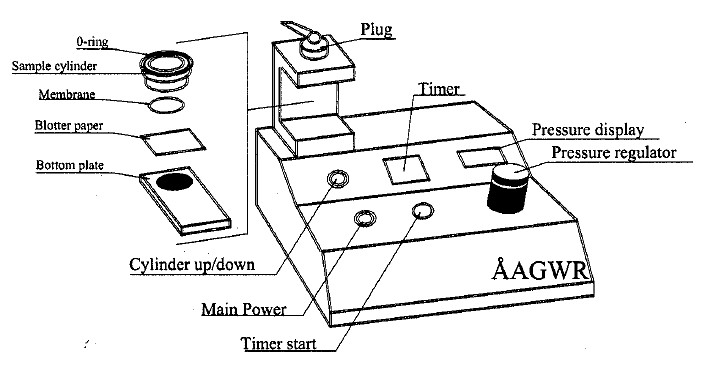 Plug
0-ring
Sample cylinder
Membrane
Timer
Blotter paper
Pressure display
Pressure regulator
Bottom plate
Cylinder up/down
ÅAGWR
Main Power
Timer start